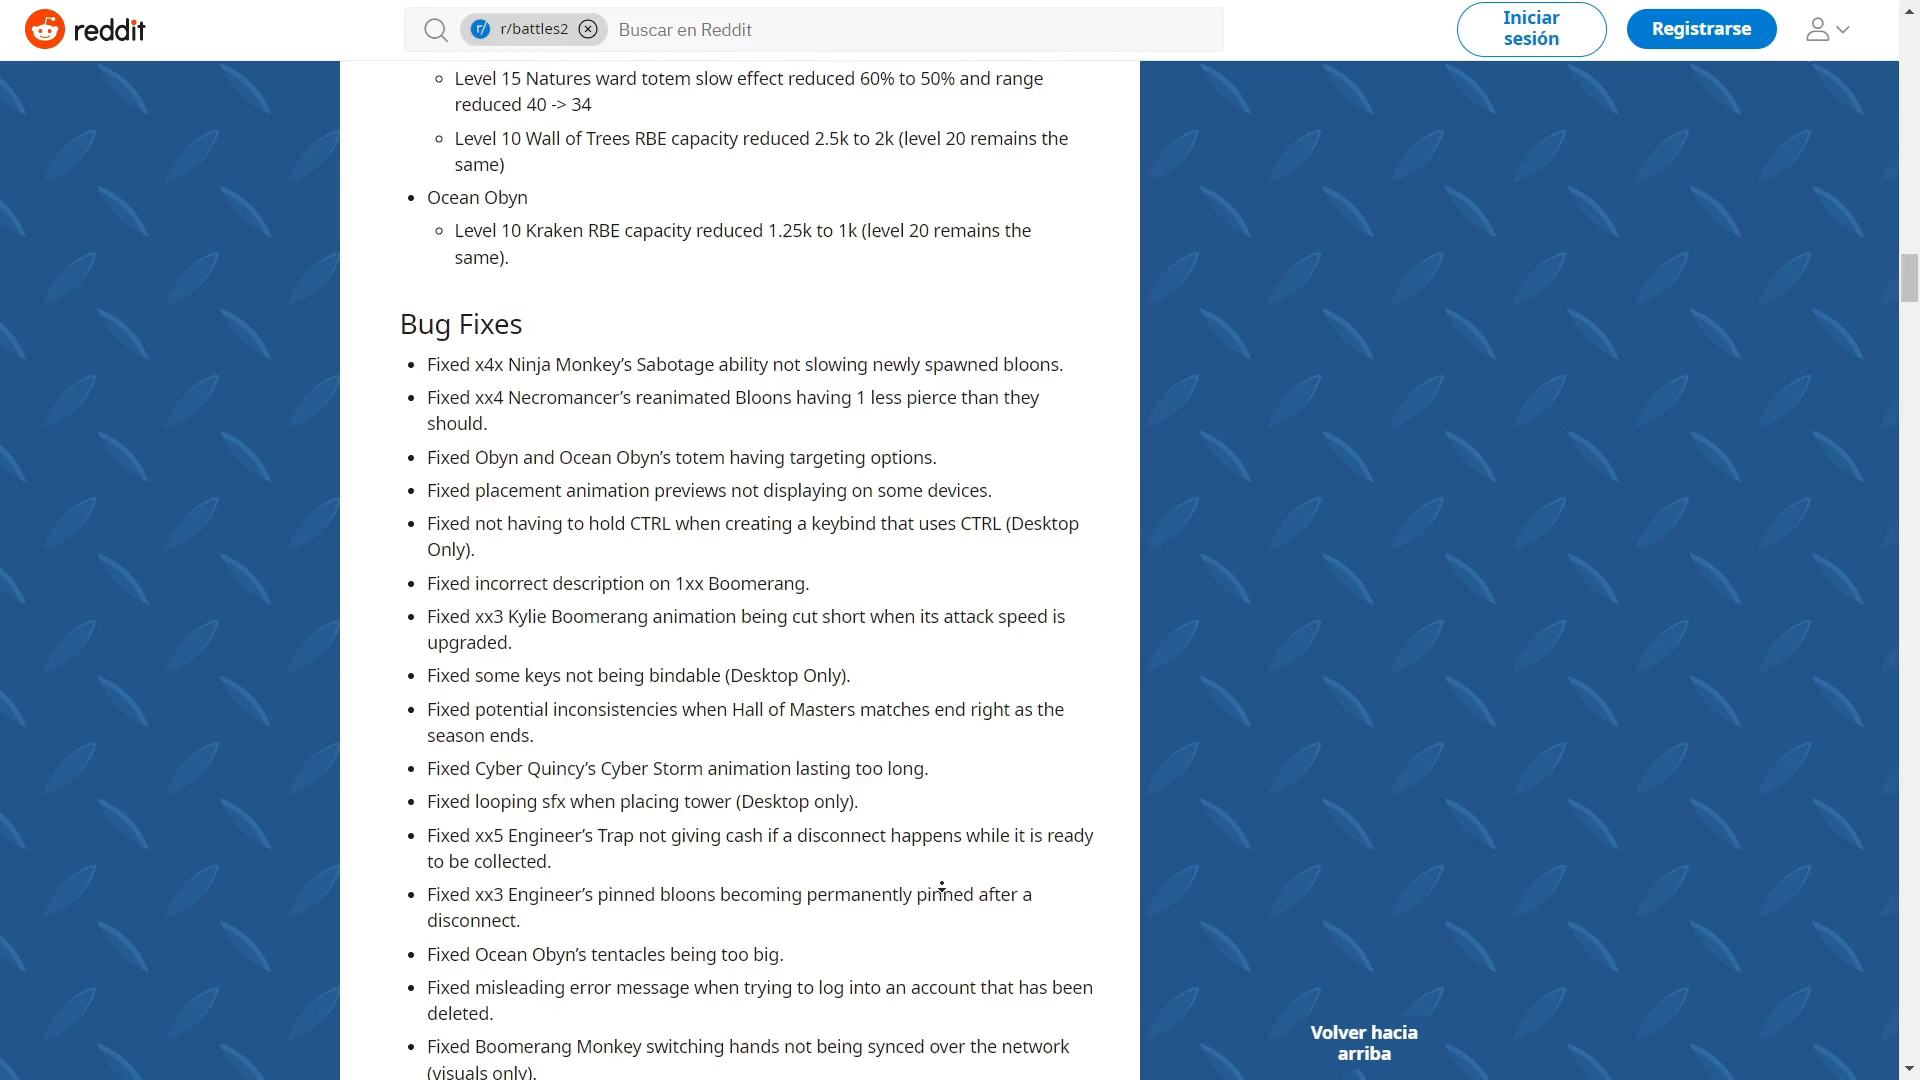 reddit
r/battles2
Buscar en Reddit
Iniciar
sesión
Registrarse
Level 15 Natures ward totem slow effect reduced 60% to 50% and range
reduced 40 -> 34
Level 10 Wall of Trees RBE capacity reduced 2.5k to 2k (level 20 remains the
same)
Ocean Obyn
Level 10 Kraken RBE capacity reduced 1.25k to 1k (level 20 remains the
same).
Bug Fixes
Fixed x4x Ninja Monkey’s Sabotage ability not slowing newly spawned bloons.
Fixed xx4 Necromancer’s reanimated Bloons having 1 less pierce than they
should.
Fixed Obyn and Ocean Obyn’s totem having targeting options.
Fixed placement animation previews not displaying on some devices.
Fixed not having to hold CTRL when creating a keybind that uses CTRL (Desktop
Only).
Fixed incorrect description on 1xx Boomerang.
Fixed xx3 Kylie Boomerang animation being cut short when its attack speed is
upgraded.
Fixed some keys not being bindable (Desktop Only).
Fixed potential inconsistencies when Hall of Masters matches end right as the
season ends.
Fixed Cyber Quincy’s Cyber Storm animation lasting too long.
Fixed looping sfx when placing tower (Desktop only).
Fixed xx5 Engineer’s Trap not giving cash if a disconnect happens while it is ready
to be collected.
Fixed xx3 Engineer’s pinned bloons becoming permanently pinned after a
disconnect.
Fixed Ocean Obyn’s tentacles being too big.
Fixed misleading error message when trying to log into an account that has been
deleted.
Fixed Boomerang Monkey switching hands not being synced over the network
(visuals only).
Volver hacia
arriba